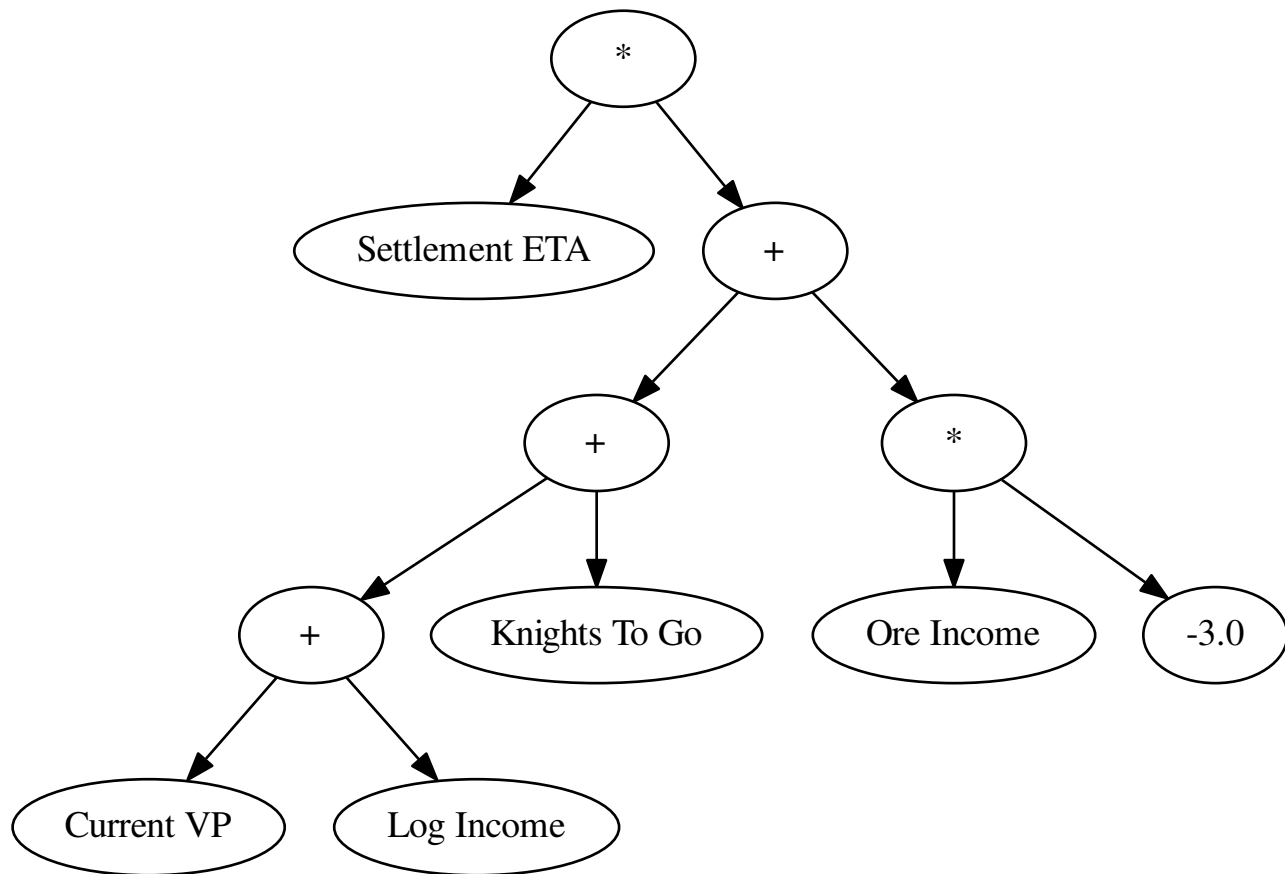 *
Settlement ETA
+
+
*
+
Knights To Go
Ore Income
-3.0
Current VP
Log Income